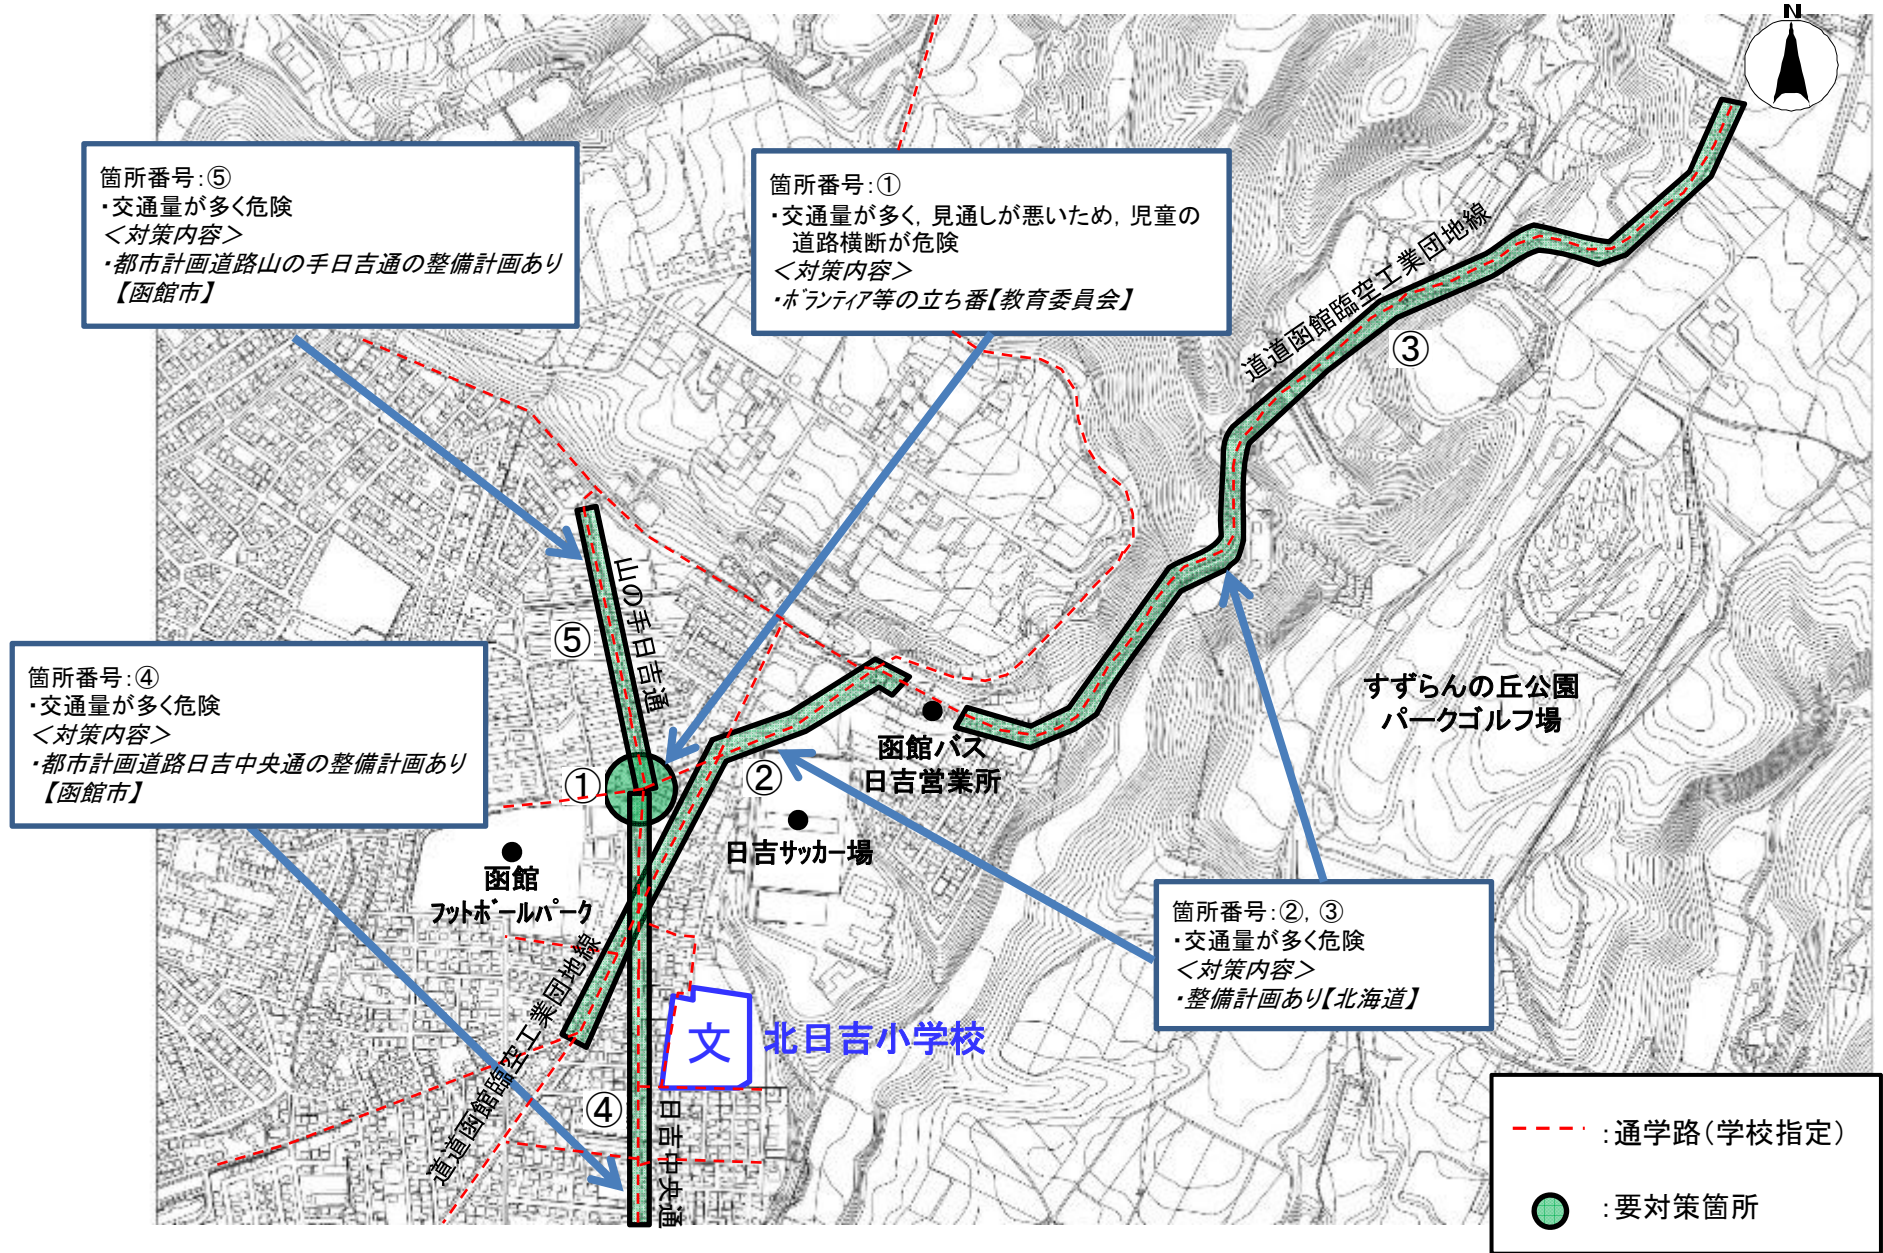 N
箇所番号:⑤
・交通量が多く危険
<対策内容>
・都市計画道路山の手日吉通の整備計画あり
【函館市】
箇所番号:①
・交通量が多く,見通しが悪いため,児童の
道路横断が危険
<対策内容>
・ボランティア等の立ち番【教育委員会】
道道函館臨空工業団地線
③
山の手日吉通
⑤
箇所番号:④
・交通量が多く危険
<対策内容>
・都市計画道路日吉中央通の整備計画あり
【函館市】
すずらんの丘公園
パークゴルフ場
函館バス
日吉営業所
①
②
日吉サッカー場
函館
フットボールパーク
箇所番号:②,③
・交通量が多く危険
<対策内容>
・整備計画あり【北海道】
道道函館臨空工業団地線
文
北日吉小学校
④
日吉中央通
:通学路(学校指定)
:要対策箇所